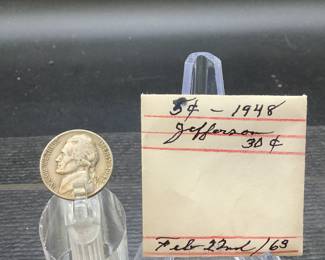 5¢ - 1948
Jefferson
30¢
Feb 22nd /63